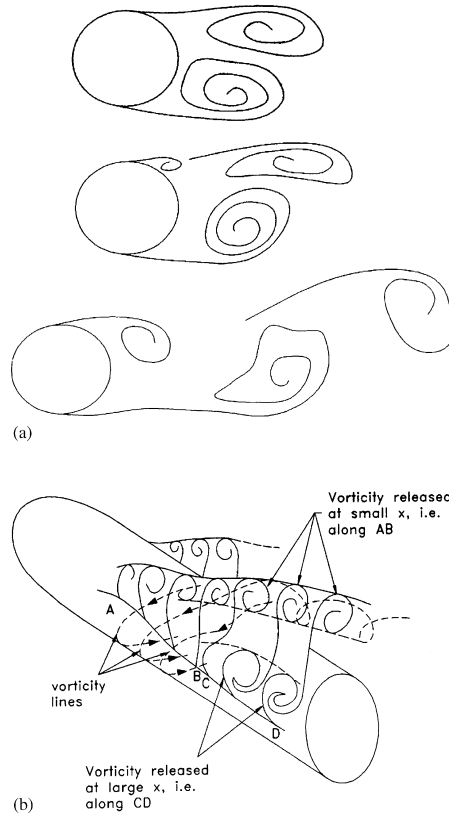 (a)
Vorticity released
at small x, i.e.
along AB
A
B
C
vorticity
lines
D
Vorticity released
at large x, i.e.
along CD
(b)